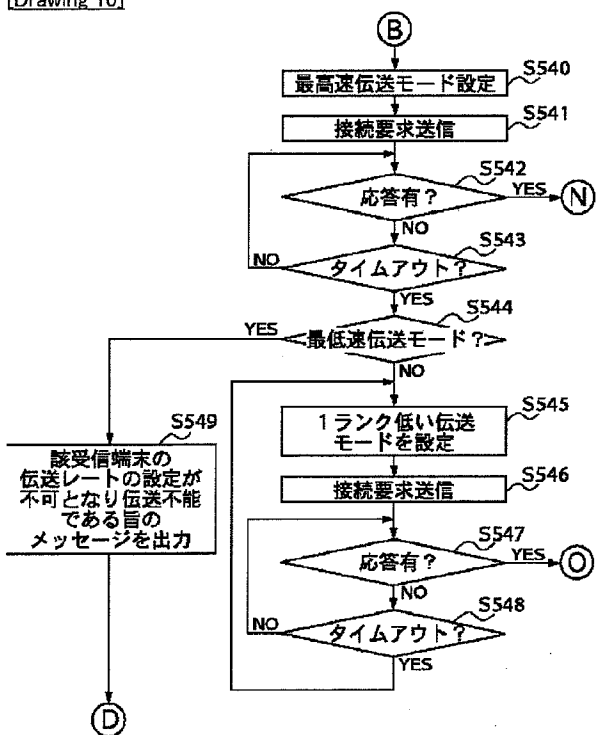 [Drawing 10]
B
S540
最高速伝送モード設定
S541
接続要求送信
S542
応答有?
YES
N
NO
S543
タイムアウト?
NO
YES
S544
最低速伝送モード?
YES
NO
S545
1ランク低い伝送
モードを設定
S546
接続要求送信
S547
応答有?
YES
O
NO
S548
タイムアウト?
NO
YES
S549
該受信端末の
伝送レートの設定が
不可となり伝送不能
である旨の
メッセージを出力
D